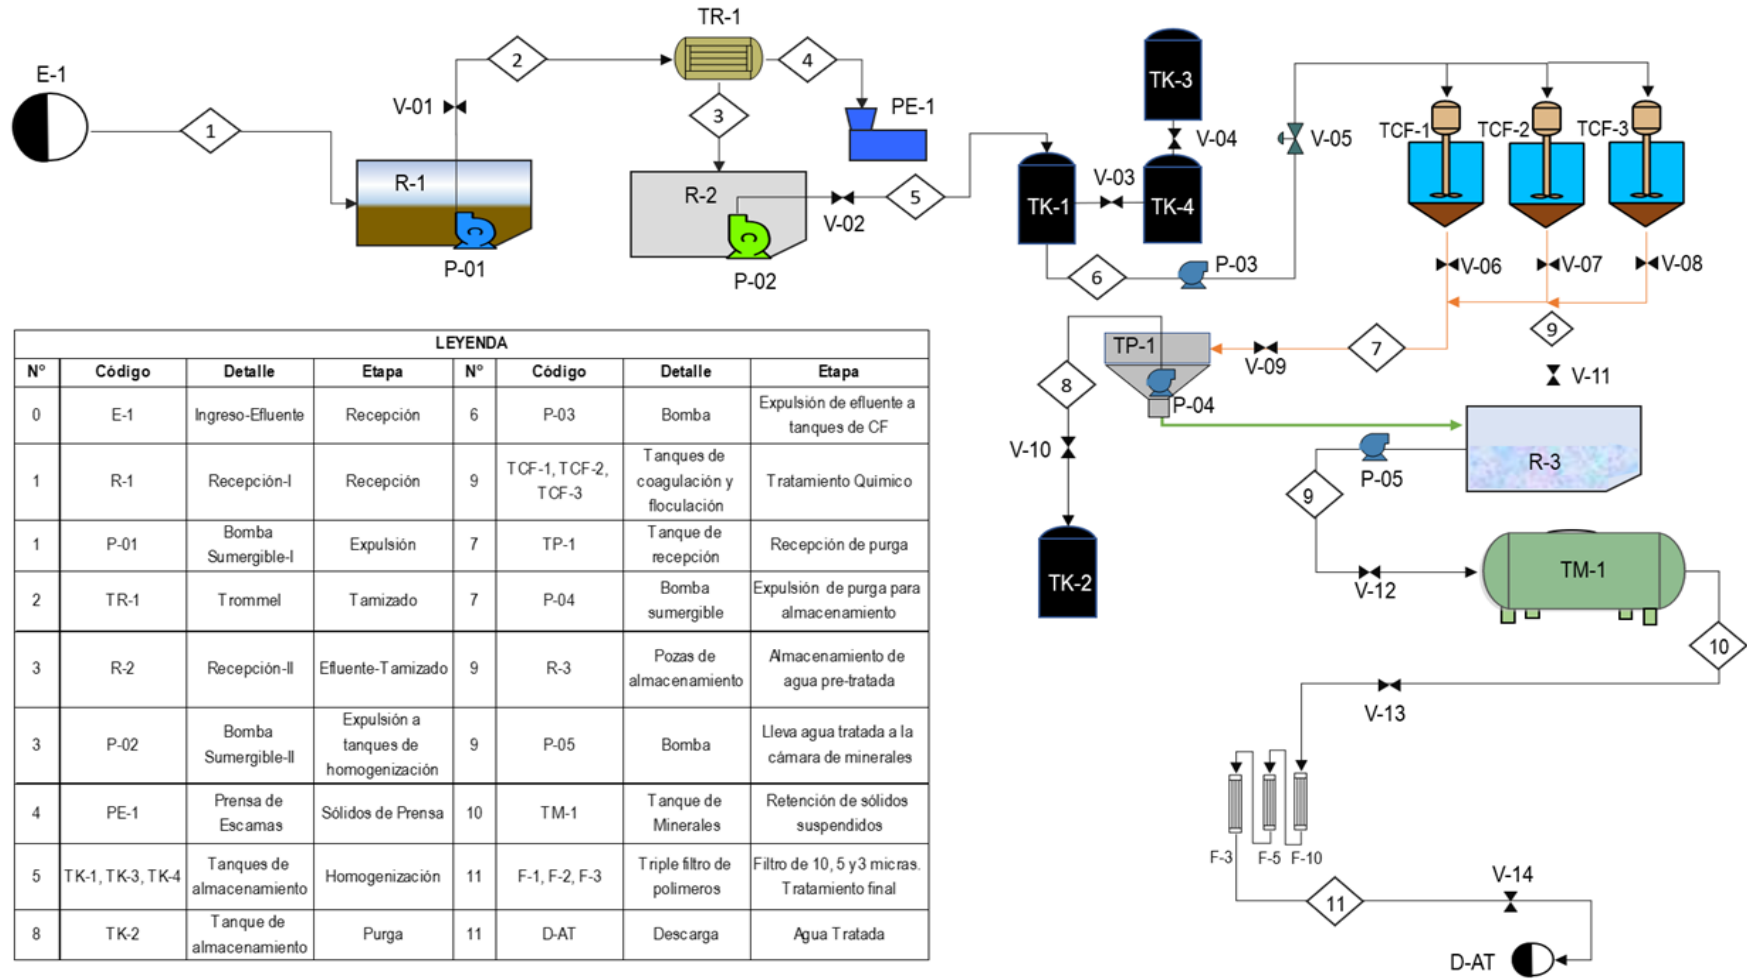 TR-1
E-1
1
V-01
2
4
3
PE-1
R-1
P-01
R-2
P-02
V-02
5
TK-3
V-04
V-03
TK-1
TK-4
6
P-03
V-05
TCF-1
TCF-2
TCF-3
V-06
V-07
V-08
9
7
V-09
TP-1
P-04
8
V-10
TK-2
V-11
R-3
P-05
9
V-12
TM-1
10
V-13
F-3
F-5
F-10
11
V-14
D-AT
LEYENDA
N° Código Detalle Etapa N° Código Detalle Etapa
0 E-1 Ingreso-Efluente Recepción 6 P-03 Bomba Expulsión de efluente a
tanques de CF
1 R-1 Recepción-I Recepción 9 TCF-1, TCF-2,
TCF-3
Tanques de
coagulación y
floculación
Tratamiento Químico
1 P-01 Bomba
Sumergible-I
Expulsión 7 TP-1 Tanque de
recepción
Recepción de purga
2 TR-1 Trommel Tamizado 7 P-04 Bomba
sumergible
Expulsión de purga para
almacenamiento
3 R-2 Recepción-II Efluente-Tamizado 9 R-3 Pozas de
almacenamiento
Almacenamiento de
agua pre-tratada
3 P-02 Bomba
Sumergible-II
Expulsión a
tanques de
homogenización
9 P-05 Bomba Lleva agua tratada a la
cámara de minerales
4 PE-1 Prensa de
Escamas
Sólidos de Prensa 10 TM-1 Tanque de
Minerales
Retención de sólidos
suspendidos
5 TK-1, TK-3, TK-4 Tanques de
almacenamiento
Homogenización 11 F-1, F-2, F-3 Triple filtro de
polimeros
Filtro de 10, 5 y 3 micras.
Tratamiento final
8 TK-2 Tanque de
almacenamiento
Purga 11 D-AT Descarga Agua Tratada